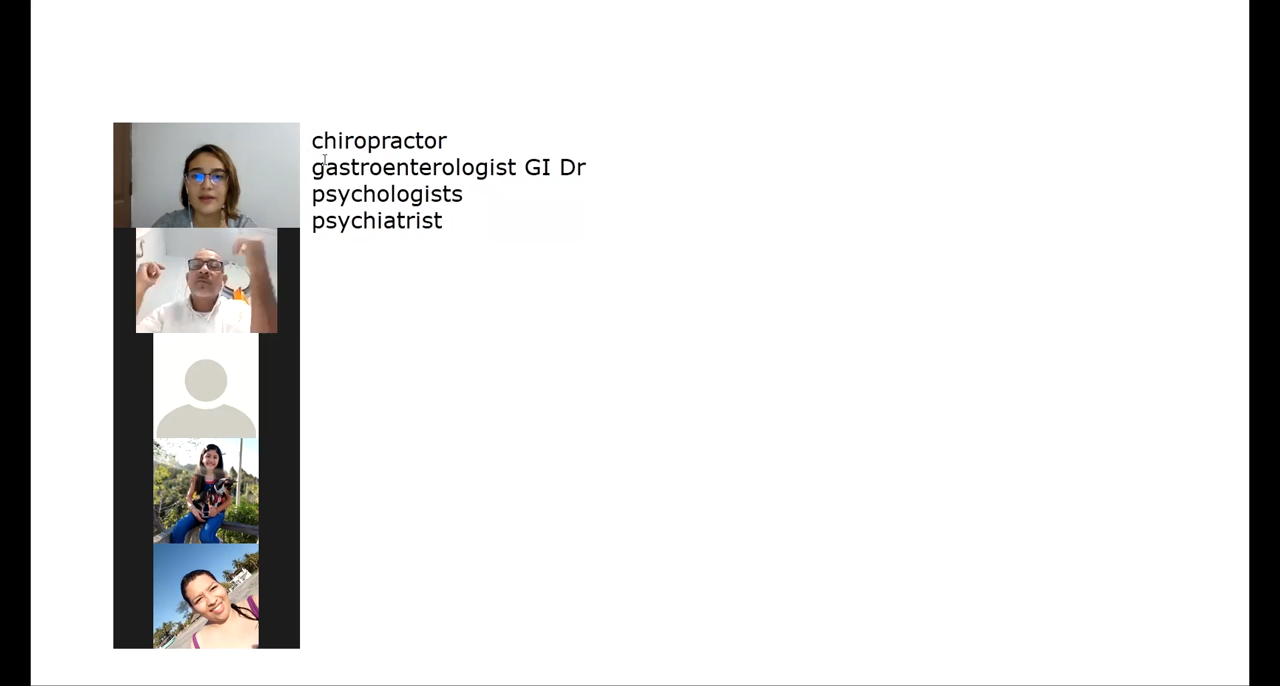 chiropractor
gastroenterologist GI Dr
psychologists
psychiatrist